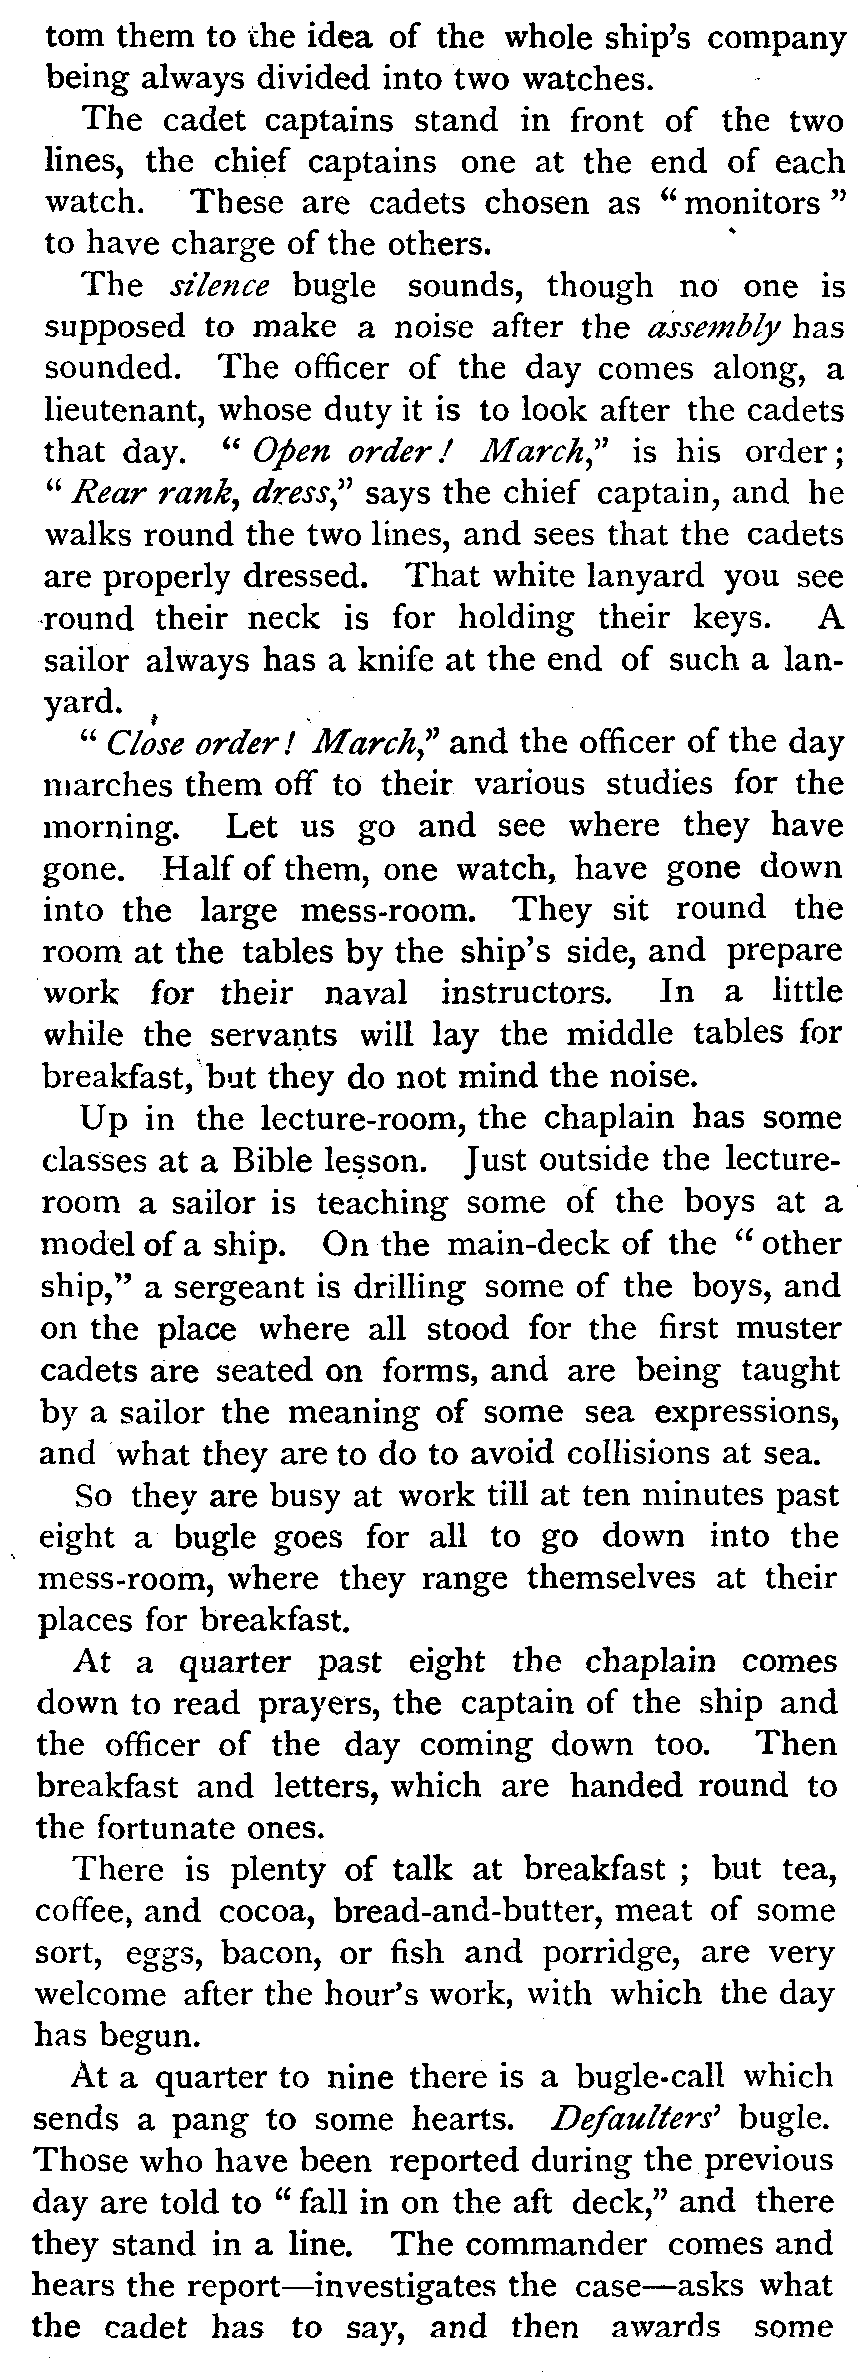 tom them to the idea of the whole ship's company
being always divided into two watches.
The cadet captains stand in front of the two
lines, the chief captains one at the end of each
watch. These are cadets chosen as "monitors"
to have charge of the others.
The silence bugle sounds, though no one is
supposed to make a noise after the assembly has
sounded. The officer of the day comes along, a
lieutenant, whose duty it is to look after the cadets
that day. "Open order! March," is his order;
"Rear rank, dress," says the chief captain, and he
walks round the two lines, and sees that the cadets
are properly dressed. That white lanyard you see
round their neck is for holding their keys. A
sailor always has a knife at the end of such a lan-
yard.
"Close order! March," and the officer of the day
marches them off to their various studies for the
morning. Let us go and see where they have
gone. Half of them, one watch, have gone down
into the large mess-room. They sit round the
room at the tables by the ship's side, and prepare
work for their naval instructors. In a little
while the servants will lay the middle tables for
breakfast, but they do not mind the noise.
Up in the lecture-room, the chaplain has some
classes at a Bible lesson. Just outside the lecture-
room a sailor is teaching some of the boys at a
model of a ship. On the main-deck of the "other
ship," a sergeant is drilling some of the boys, and
on the place where all stood for the first muster
cadets are seated on forms, and are being taught
by a sailor the meaning of some sea expressions,
and what they are to do to avoid collisions at sea.
So they are busy at work till at ten minutes past
eight a bugle goes for all to go down into the
mess-room, where they range themselves at their
places for breakfast.
At a quarter past eight the chaplain comes
down to read prayers, the captain of the ship and
the officer of the day coming down too. Then
breakfast and letters, which are handed round to
the fortunate ones.
There is plenty of talk at breakfast; but tea,
coffee, and cocoa, bread-and-butter, meat of some
sort, eggs, bacon, or fish and porridge, are very
welcome after the hour's work, with which the day
has begun.
At a quarter to nine there is a bugle-call which
sends a pang to some hearts. Defaulters' bugle.
Those who have been reported during the previous
day are told to "fall in on the aft deck," and there
they stand in a line. The commander comes and
hears the report—investigates the case—asks what
the cadet has to say, and then awards some